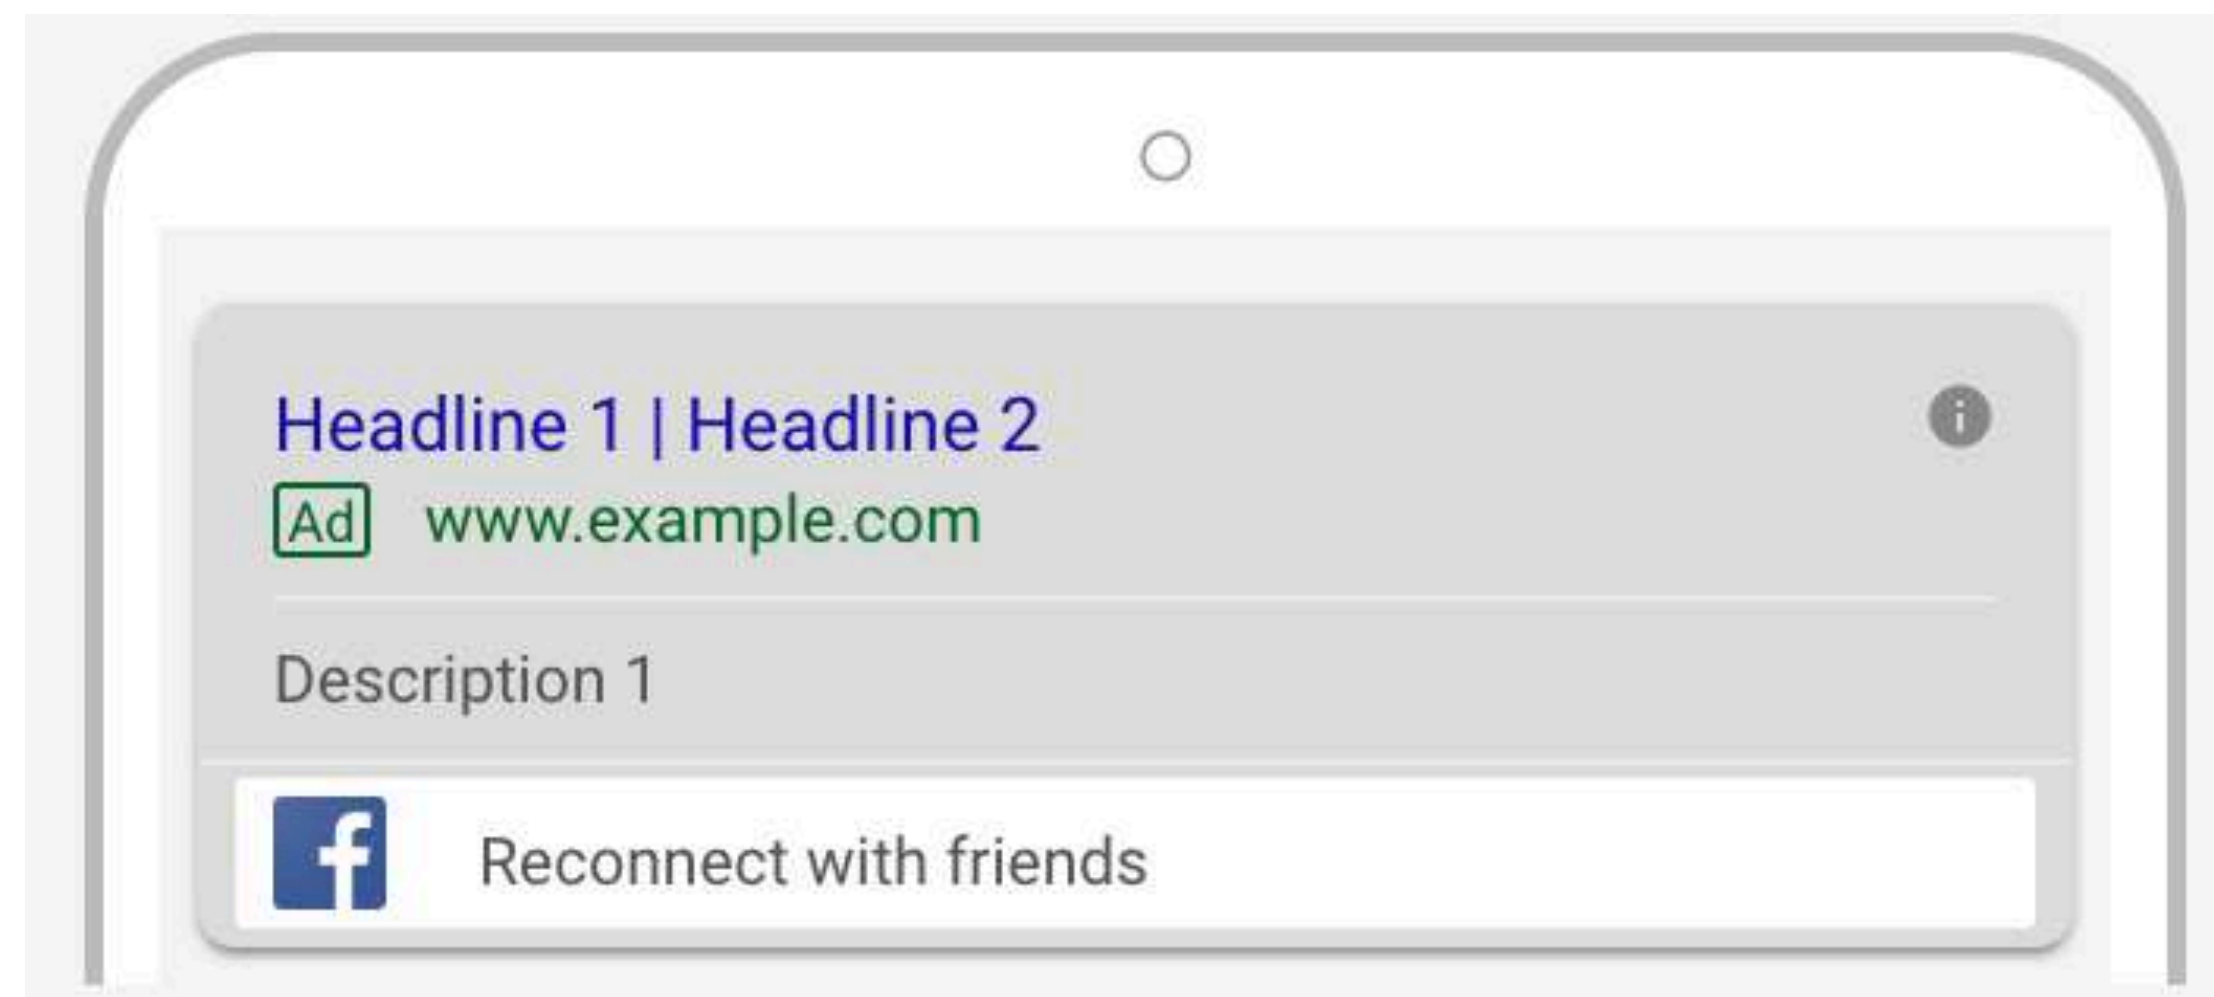 Headline 1 | Headline 2
Ad www.example.com
Description 1
Reconnect with friends